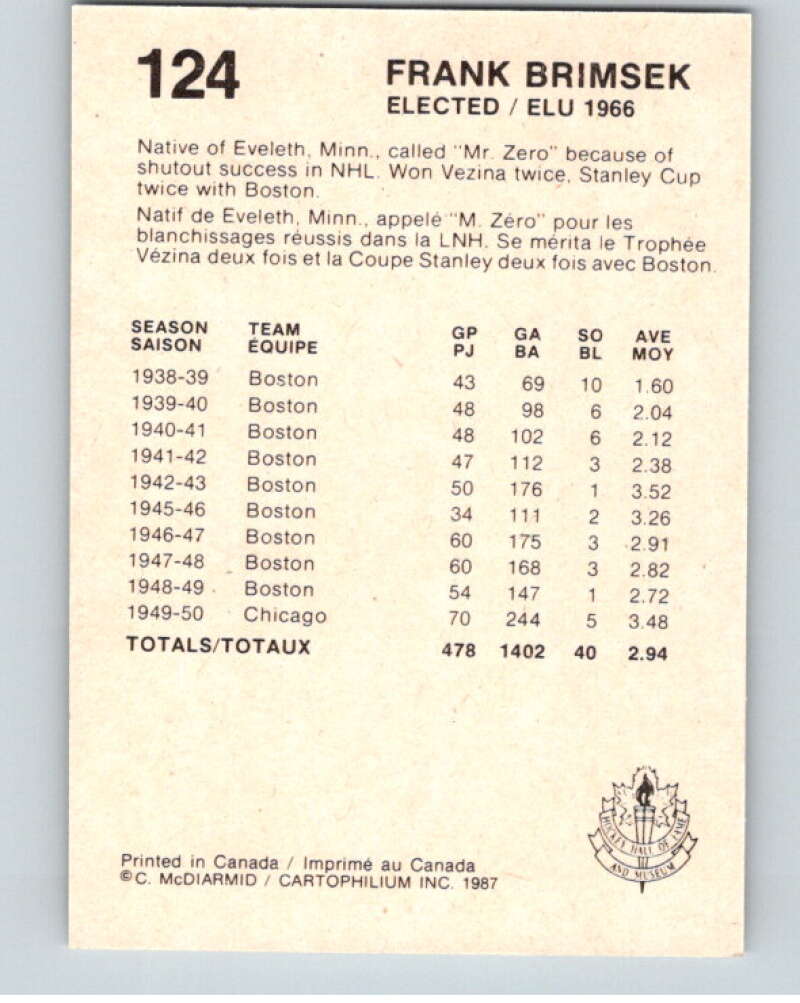 124
FRANK BRIMSEK
ELECTED / ELU 1966
Native of Eveleth, Minn., called "Mr. Zero" because of
shutout success in NHL. Won Vezina twice, Stanley Cup
twice with Boston.
Natif de Eveleth, Minn., appelé "M. Zéro" pour les
blanchissages réussis dans la LNH. Se mérita le Trophée
Vézina deux fois et la Coupe Stanley deux fois avec Boston.
SEASON TEAM GP GA SO AVE
SAISON ÉQUIPE PJ BA BL MOY
1938-39 Boston 43 69 10 1.60
1939-40 Boston 48 98 6 2.04
1940-41 Boston 48 102 6 2.12
1941-42 Boston 47 112 3 2.38
1942-43 Boston 50 176 1 3.52
1945-46 Boston 34 111 2 3.26
1946-47 Boston 60 175 3 2.91
1947-48 Boston 60 168 3 2.82
1948-49 Boston 54 147 1 2.72
1949-50 Chicago 70 244 5 3.48
TOTALS/TOTAUX 478 1402 40 2.94
HOCKEY HALL OF FAME
AND MUSEUM
Printed in Canada / Imprimé au Canada
©C. McDIARMID / CARTOPHILIUM INC. 1987